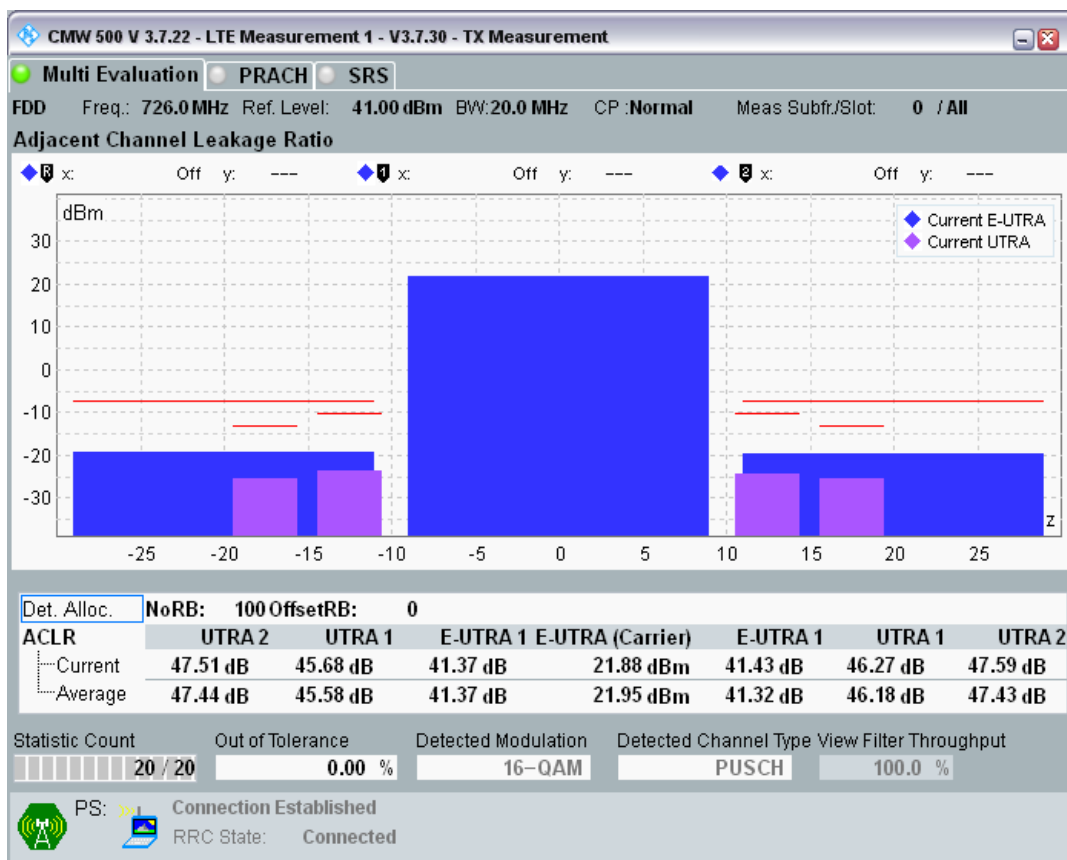 CMW 500 V 3.7.22 - LTE Measurement 1 - V3.7.30 - TX Measurement
Multi Evaluation PRACH SRS
FDD Freq.: 726.0 MHz Ref. Level: 41.00 dBm BW:20.0 MHz CP :Normal Meas Subfr./Slot: 0 / All
Adjacent Channel Leakage Ratio
R x: Off y: --- 1 x: Off y: --- 2 x: Off y: ---
dBm
Current E-UTRA
Current UTRA
30
20
10
0
-10
-20
-30
z
-25 -20 -15 -10 -5 0 5 10 15 20 25
Det. Alloc. NoRB: 100 OffsetRB: 0
ACLR UTRA 2 UTRA 1 E-UTRA 1 E-UTRA (Carrier) E-UTRA 1 UTRA 1 UTRA 2
Current 47.51 dB 45.68 dB 41.37 dB 21.88 dBm 41.43 dB 46.27 dB 47.59 dB
Average 47.44 dB 45.58 dB 41.37 dB 21.95 dBm 41.32 dB 46.18 dB 47.43 dB
Statistic Count Out of Tolerance Detected Modulation Detected Channel Type View Filter Throughput
20 / 20 0.00 % 16-QAM PUSCH 100.0 %
PS: Connection Established
RRC State: Connected